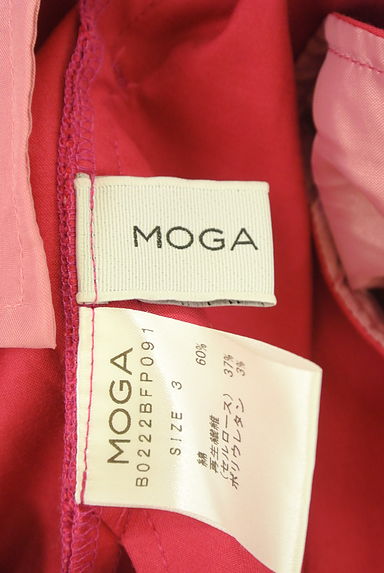 MOGA
MOGA
B0222BFP091
SIZE 3
綿 60%
再生繊維
(セルロース) 37%
ポリウレタン 3%